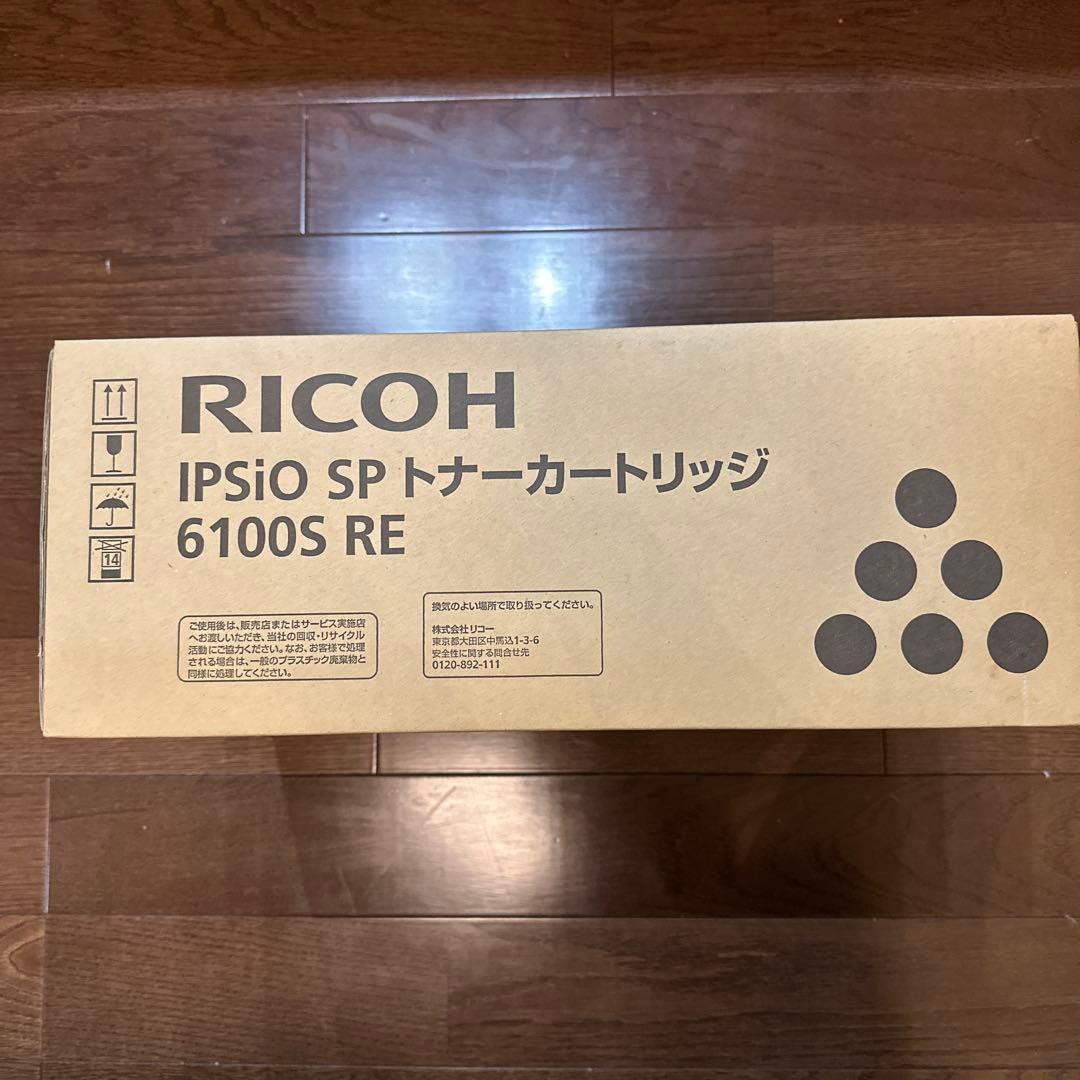 RICOH
IPSiO SP トナーカートリッジ
6100S RE
14
ご使用後は、販売店またはサービス実施店
へお渡しいただき、当社の回収・リサイクル
活動にご協力ください。なお、お客様で処理
される場合は、一般のプラスチック廃棄物と
同様に処理してください。
換気のよい場所で取り扱ってください。
株式会社 リコー
東京都大田区中馬込1-3-6
安全性に関する問合せ先
0120-892-111